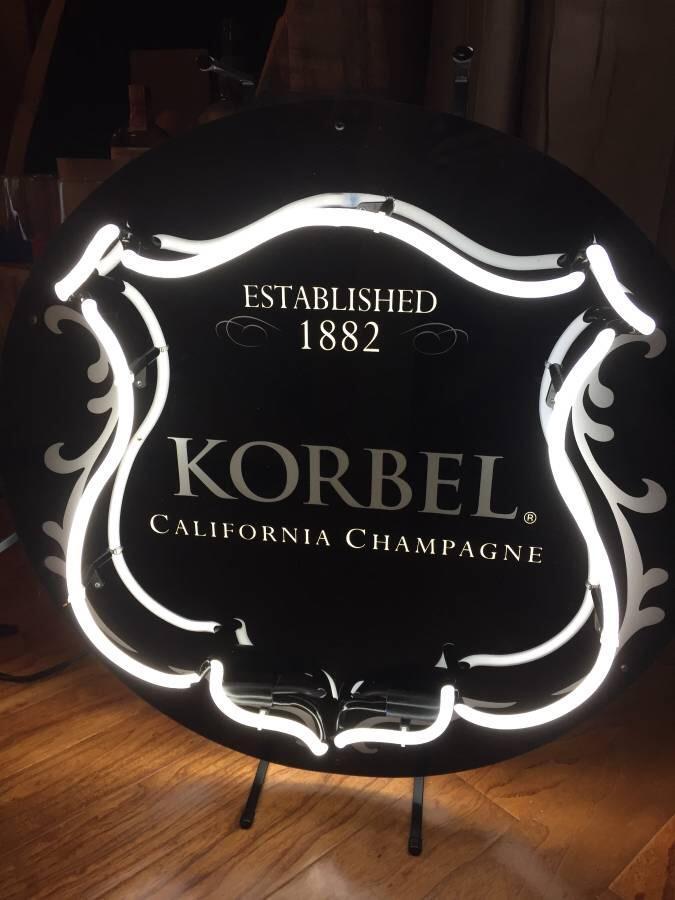 ESTABLISHED
1882
KORBEL®
CALIFORNIA CHAMPAGNE